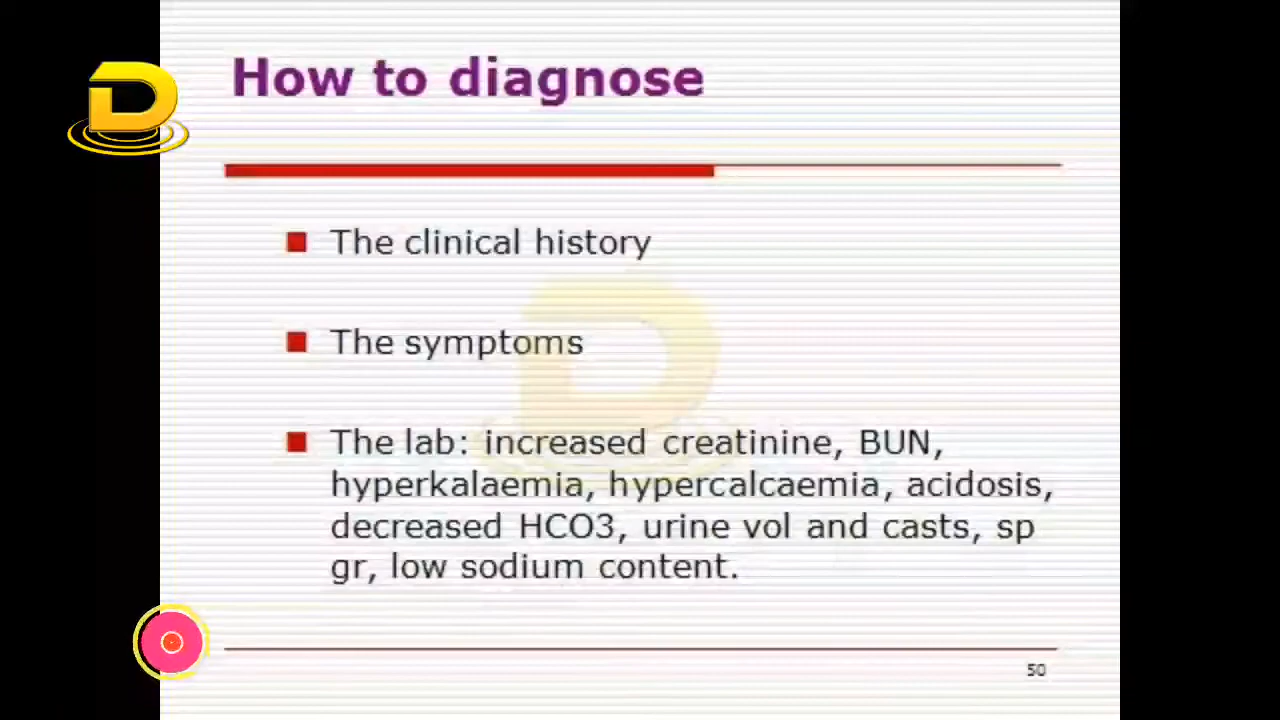 How to diagnose
The clinical history
The symptoms
The lab: increased creatinine, BUN,
hyperkalaemia, hypercalcaemia, acidosis,
decreased HCO3, urine vol and casts, sp
gr, low sodium content.
50
D
D